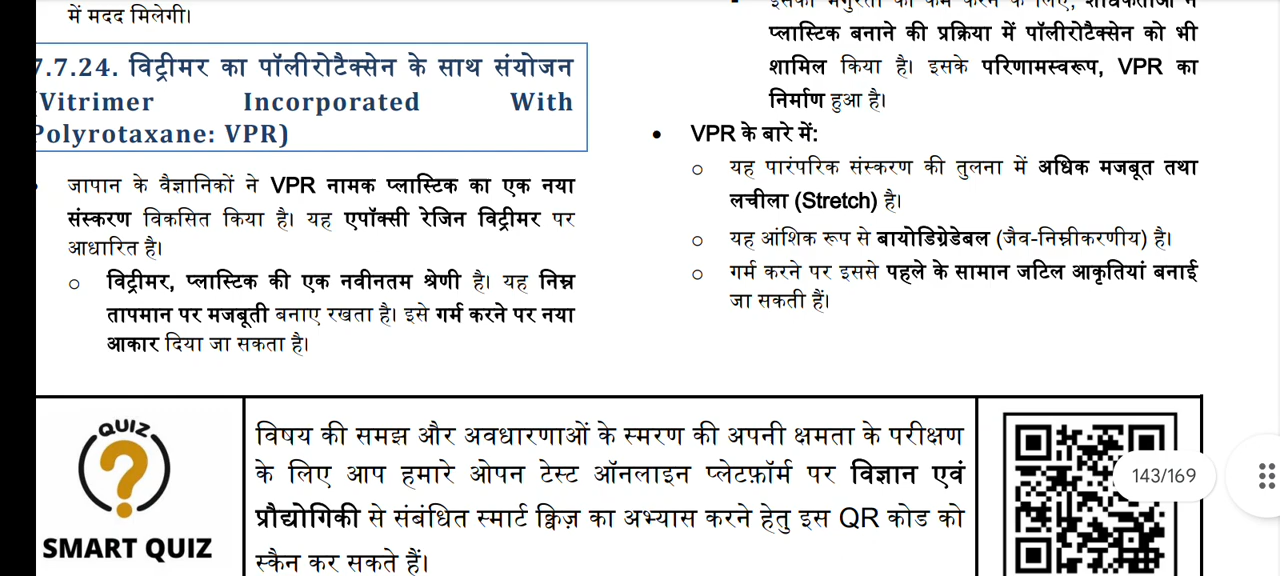 में मदद मिलेगी।
7.7.24. विट्रीमर का पॉलीरोटैक्सेन के साथ संयोजन
(Vitrimer Incorporated With
Polyrotaxane: VPR)
जापान के वैज्ञानिकों ने VPR नामक प्लास्टिक का एक नया
संस्करण विकसित किया है। यह एपॉक्सी रेजिन विट्रीमर पर
आधारित है।
○ विट्रीमर, प्लास्टिक की एक नवीनतम श्रेणी है। यह निम्न
तापमान पर मजबूती बनाए रखता है। इसे गर्म करने पर नया
आकार दिया जा सकता है।
प्लास्टिक बनाने की प्रक्रिया में पॉलीरोटैक्सेन को भी
शामिल किया है। इसके परिणामस्वरूप, VPR का
निर्माण हुआ है।
• VPR के बारे में:
○ यह पारंपरिक संस्करण की तुलना में अधिक मजबूत तथा
लचीला (Stretch) है।
○ यह आंशिक रूप से बायोडिग्रेडेबल (जैव-निम्नीकरणीय) है।
○ गर्म करने पर इससे पहले के सामान जटिल आकृतियां बनाई
जा सकती हैं।
QUIZ
SMART QUIZ
विषय की समझ और अवधारणाओं के स्मरण की अपनी क्षमता के परीक्षण
के लिए आप हमारे ओपन टेस्ट ऑनलाइन प्लेटफ़ॉर्म पर विज्ञान एवं
प्रौद्योगिकी से संबंधित स्मार्ट क्विज़ का अभ्यास करने हेतु इस QR कोड को
स्कैन कर सकते हैं।
143/169